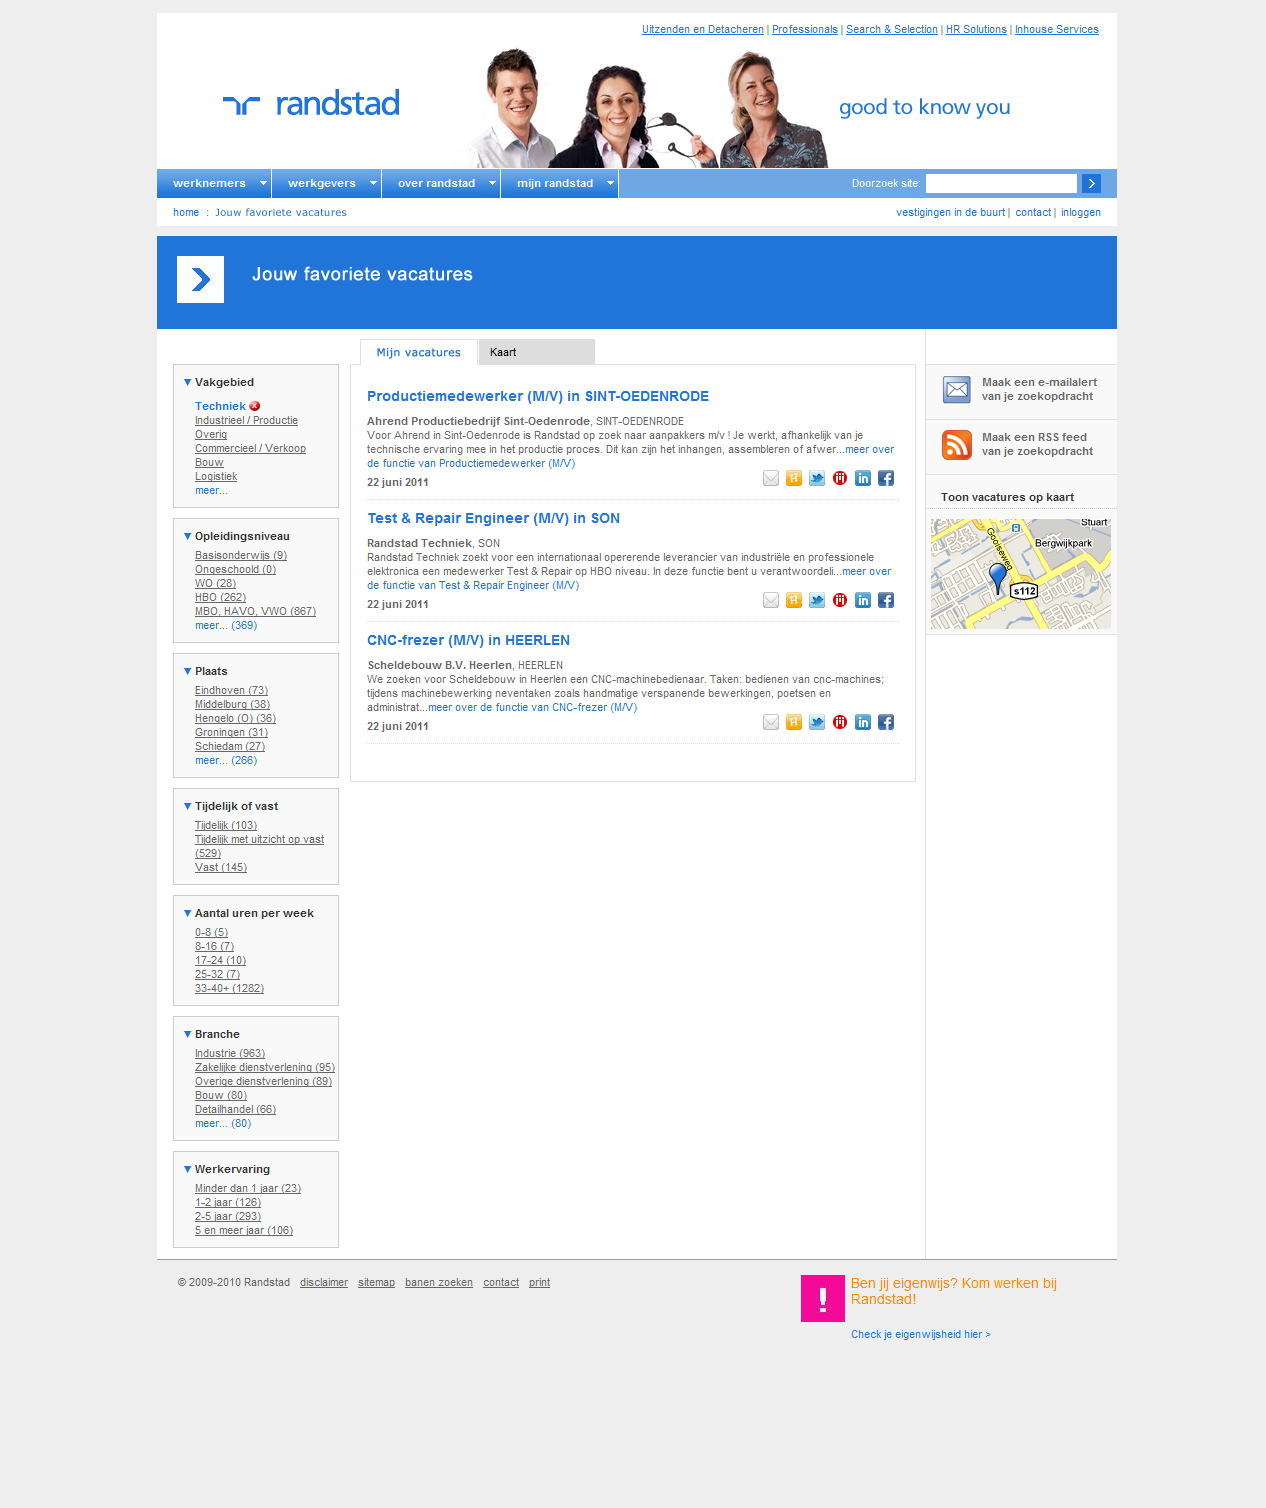 Uitzenden en Detacheren | Professionals | Search & Selection | HR Solutions | Inhouse Services
randstad
good to know you
werknemers werkgevers over randstad mijn randstad Doorzoek site:
home : Jouw favoriete vacatures
vestigingen in de buurt | contact | inloggen
Jouw favoriete vacatures
Vakgebied
Techniek
Industrieel / Productie
Overig
Commercieel / Verkoop
Bouw
Logistiek
meer...
Opleidingsniveau
Basisonderwijs (9)
Ongeschoold (0)
WO (28)
HBO (262)
MBO, HAVO, VWO (867)
meer... (369)
Plaats
Eindhoven (73)
Middelburg (38)
Hengelo (O) (36)
Groningen (31)
Schiedam (27)
meer... (266)
Tijdelijk of vast
Tijdelijk (103)
Tijdelijk met uitzicht op vast
(529)
Vast (145)
Aantal uren per week
0-8 (5)
8-16 (7)
17-24 (10)
25-32 (7)
33-40+ (1282)
Branche
Industrie (963)
Zakelijke dienstverlening (95)
Overige dienstverlening (89)
Bouw (80)
Detailhandel (66)
meer... (80)
Werkervaring
Minder dan 1 jaar (23)
1-2 jaar (126)
2-5 jaar (293)
5 en meer jaar (106)
Mijn vacatures Kaart
Productiemedewerker (M/V) in SINT-OEDENRODE
Ahrend Productiebedrijf Sint-Oedenrode, SINT-OEDENRODE
Voor Ahrend in Sint-Oedenrode is Randstad op zoek naar aanpakkers m/v ! Je werkt, afhankelijk van je
technische ervaring mee in het productie proces. Dit kan zijn het inhangen, assembleren of afwer...meer over
de functie van Productiemedewerker (M/V)
22 juni 2011
Test & Repair Engineer (M/V) in SON
Randstad Techniek, SON
Randstad Techniek zoekt voor een internationaal opererende leverancier van industriële en professionele
elektronica een medewerker Test & Repair op HBO niveau. In deze functie bent u verantwoordeli...meer over
de functie van Test & Repair Engineer (M/V)
22 juni 2011
CNC-frezer (M/V) in HEERLEN
Scheldebouw B.V. Heerlen, HEERLEN
We zoeken voor Scheldebouw in Heerlen een CNC-machinebedienaar. Taken: bedienen van cnc-machines;
tijdens machinebewerking neventaken zoals handmatige verspanende bewerkingen, poetsen en
administrat...meer over de functie van CNC-frezer (M/V)
22 juni 2011
Maak een e-mailalert
van je zoekopdracht
Maak een RSS feed
van je zoekopdracht
Toon vacatures op kaart
Stuart
Gooiseweg
Bergwijkpark
s112
© 2009-2010 Randstad disclaimer sitemap banen zoeken contact print
!
Ben jij eigenwijs? Kom werken bij
Randstad!
Check je eigenwijsheid hier >